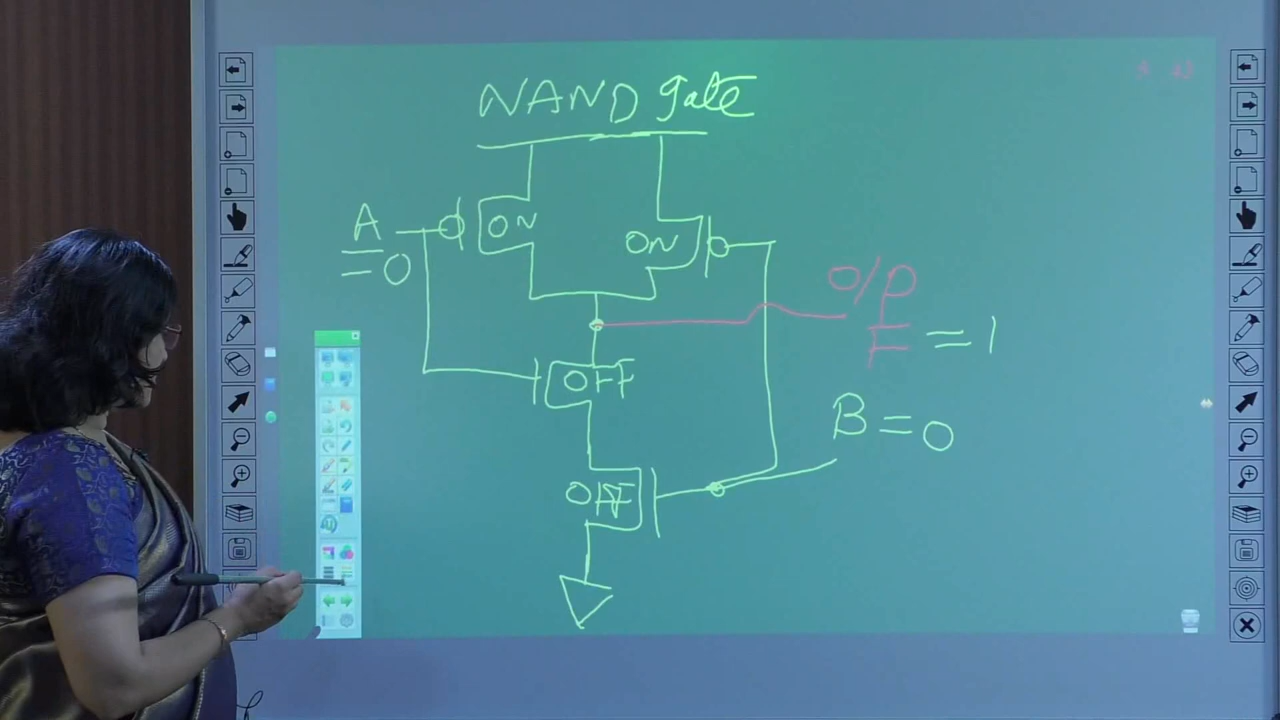 NAND gate
A
= 0
ON
ON
O/P
F = 1
OFF
B = 0
OFF